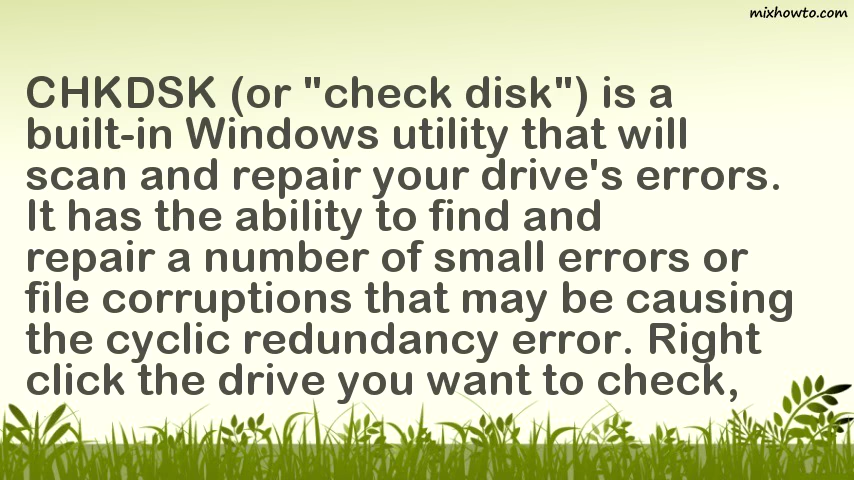 mixhowto.com
CHKDSK (or "check disk") is a
built-in Windows utility that will
scan and repair your drive's errors.
It has the ability to find and
repair a number of small errors or
file corruptions that may be causing
the cyclic redundancy error. Right
click the drive you want to check,